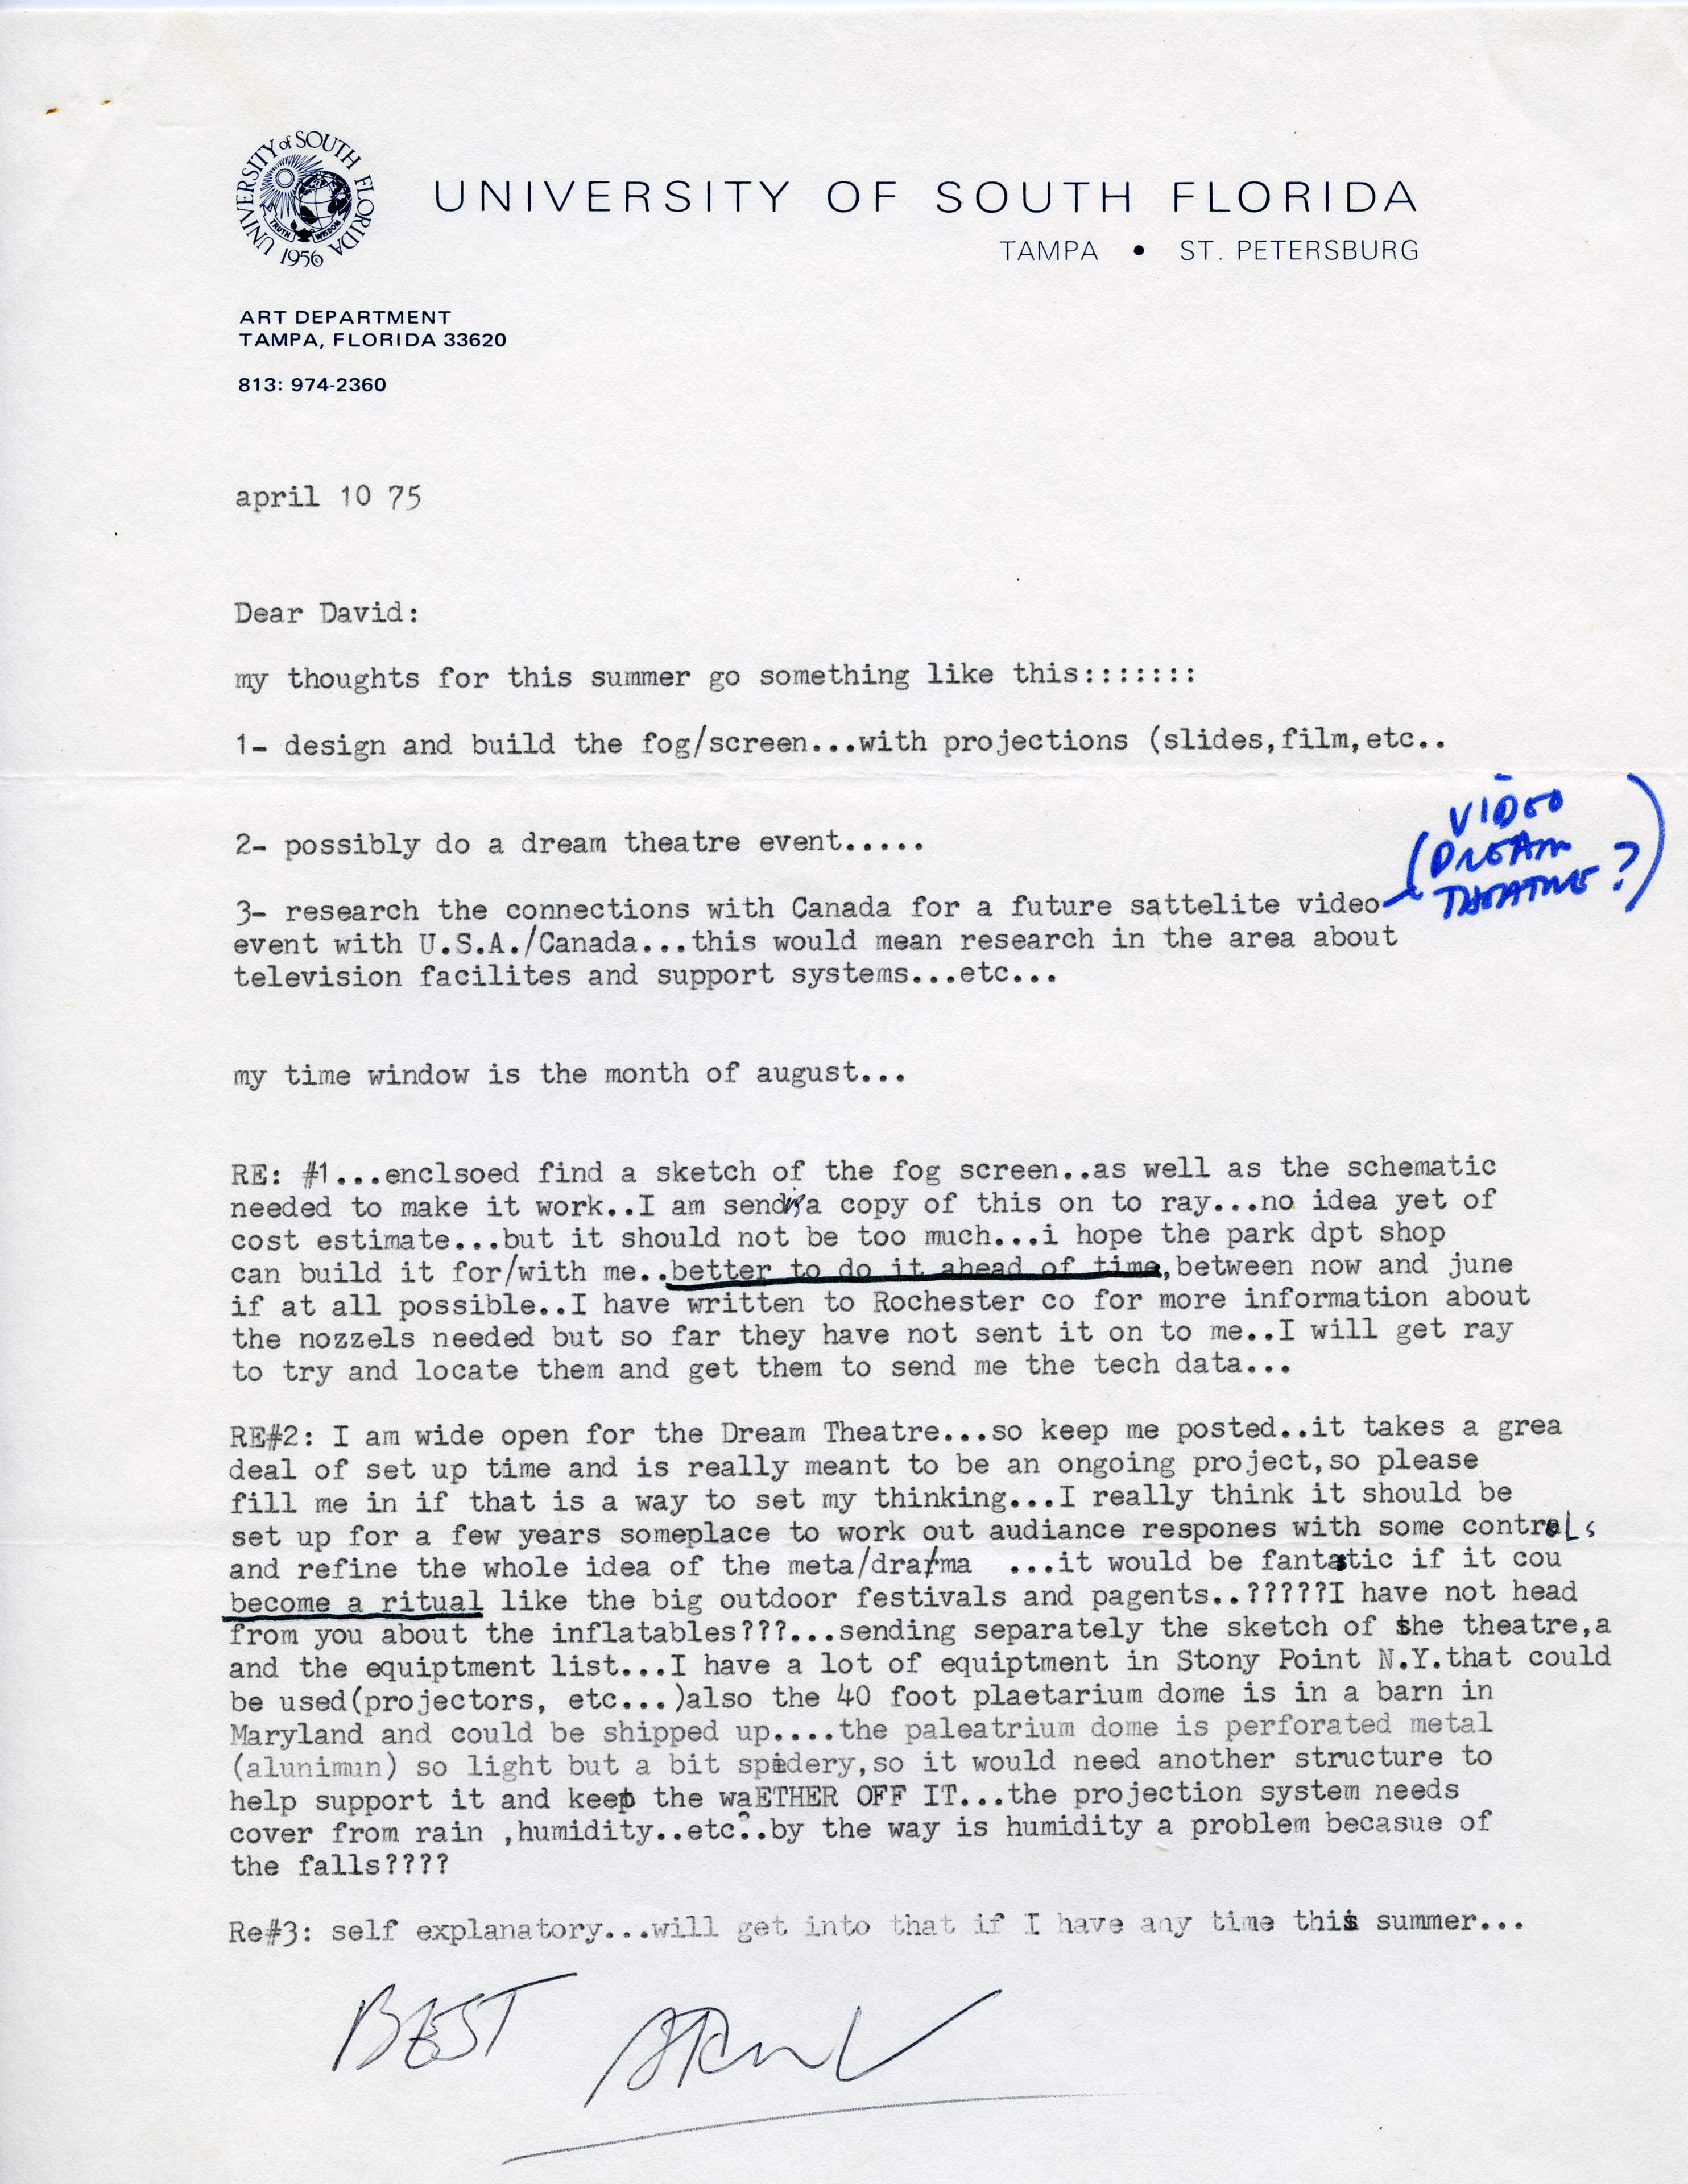 UNIVERSITY of SOUTH FLORIDA
TRUTH WISDOM
1956
UNIVERSITY OF SOUTH FLORIDA
TAMPA • ST. PETERSBURG
ART DEPARTMENT
TAMPA, FLORIDA 33620
813: 974-2360
april 10 75
Dear David:
my thoughts for this summer go something like this:::::::
1- design and build the fog/screen...with projections (slides,film,etc..
2- possibly do a dream theatre event.....
(VIDEO
DREAM
THEATRE?)
3- research the connections with Canada for a future sattelite video
event with U.S.A./Canada...this would mean research in the area about
television facilites and support systems...etc...
my time window is the month of august...
RE: #1...enclsoed find a sketch of the fog screen..as well as the schematic
needed to make it work..I am send a copy of this on to ray...no idea yet of
cost estimate...but it should not be too much...i hope the park dpt shop
can build it for/with me..better to do it ahead of time,between now and june
if at all possible..I have written to Rochester co for more information about
the nozzels needed but so far they have not sent it on to me..I will get ray
to try and locate them and get them to send me the tech data...
RE#2: I am wide open for the Dream Theatre...so keep me posted..it takes a grea
deal of set up time and is really meant to be an ongoing project,so please
fill me in if that is a way to set my thinking...I really think it should be
set up for a few years someplace to work out audiance respones with some controls
and refine the whole idea of the meta/drama ...it would be fantastic if it cou
become a ritual like the big outdoor festivals and pagents..?????I have not head
from you about the inflatables???...sending separately the sketch of the theatre,a
and the equiptment list...I have a lot of equiptment in Stony Point N.Y.that could
be used(projectors, etc...)also the 40 foot plaetarium dome is in a barn in
Maryland and could be shipped up....the paleatrium dome is perforated metal
(alunimun) so light but a bit spidery,so it would need another structure to
help support it and keep the waETHER OFF IT...the projection system needs
cover from rain ,humidity..etc?..by the way is humidity a problem becasue of
the falls????
Re#3: self explanatory...will get into that if I have any time this summer...
BEST